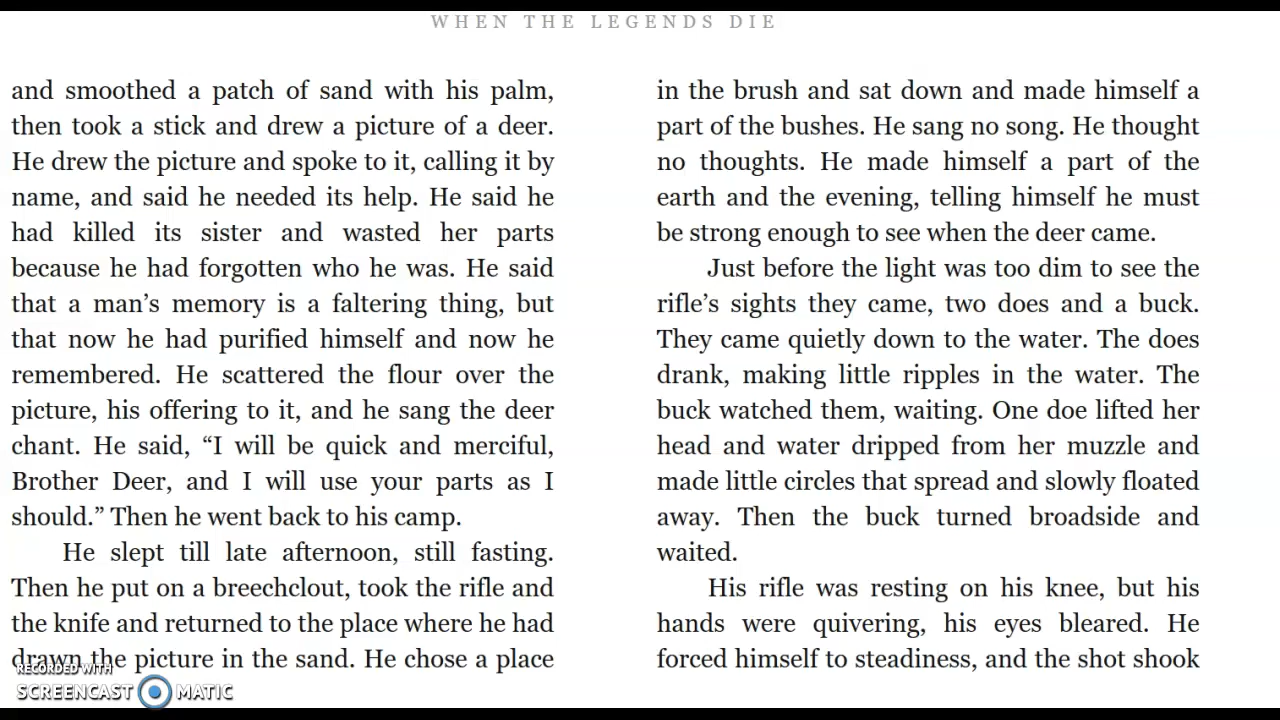 WHEN THE LEGENDS DIE
and smoothed a patch of sand with his palm,
then took a stick and drew a picture of a deer.
He drew the picture and spoke to it, calling it by
name, and said he needed its help. He said he
had killed its sister and wasted her parts
because he had forgotten who he was. He said
that a man’s memory is a faltering thing, but
that now he had purified himself and now he
remembered. He scattered the flour over the
picture, his offering to it, and he sang the deer
chant. He said, “I will be quick and merciful,
Brother Deer, and I will use your parts as I
should.” Then he went back to his camp.
He slept till late afternoon, still fasting.
Then he put on a breechclout, took the rifle and
the knife and returned to the place where he had
drawn the picture in the sand. He chose a place
in the brush and sat down and made himself a
part of the bushes. He sang no song. He thought
no thoughts. He made himself a part of the
earth and the evening, telling himself he must
be strong enough to see when the deer came.
Just before the light was too dim to see the
rifle’s sights they came, two does and a buck.
They came quietly down to the water. The does
drank, making little ripples in the water. The
buck watched them, waiting. One doe lifted her
head and water dripped from her muzzle and
made little circles that spread and slowly floated
away. Then the buck turned broadside and
waited.
His rifle was resting on his knee, but his
hands were quivering, his eyes bleared. He
forced himself to steadiness, and the shot shook
RECORDED WITH
SCREENCAST MATIC